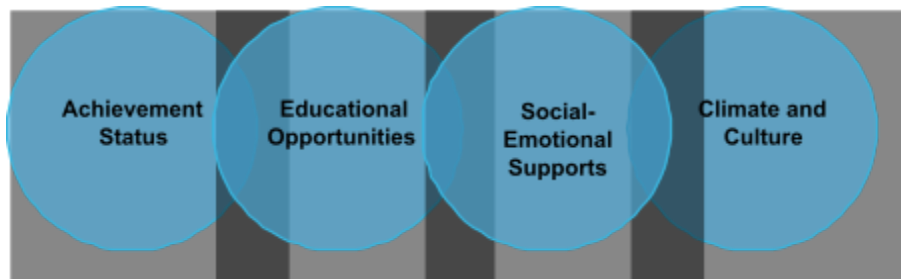 Achievement
Status
Educational
Opportunities
Social-
Emotional
Supports
Climate and
Culture